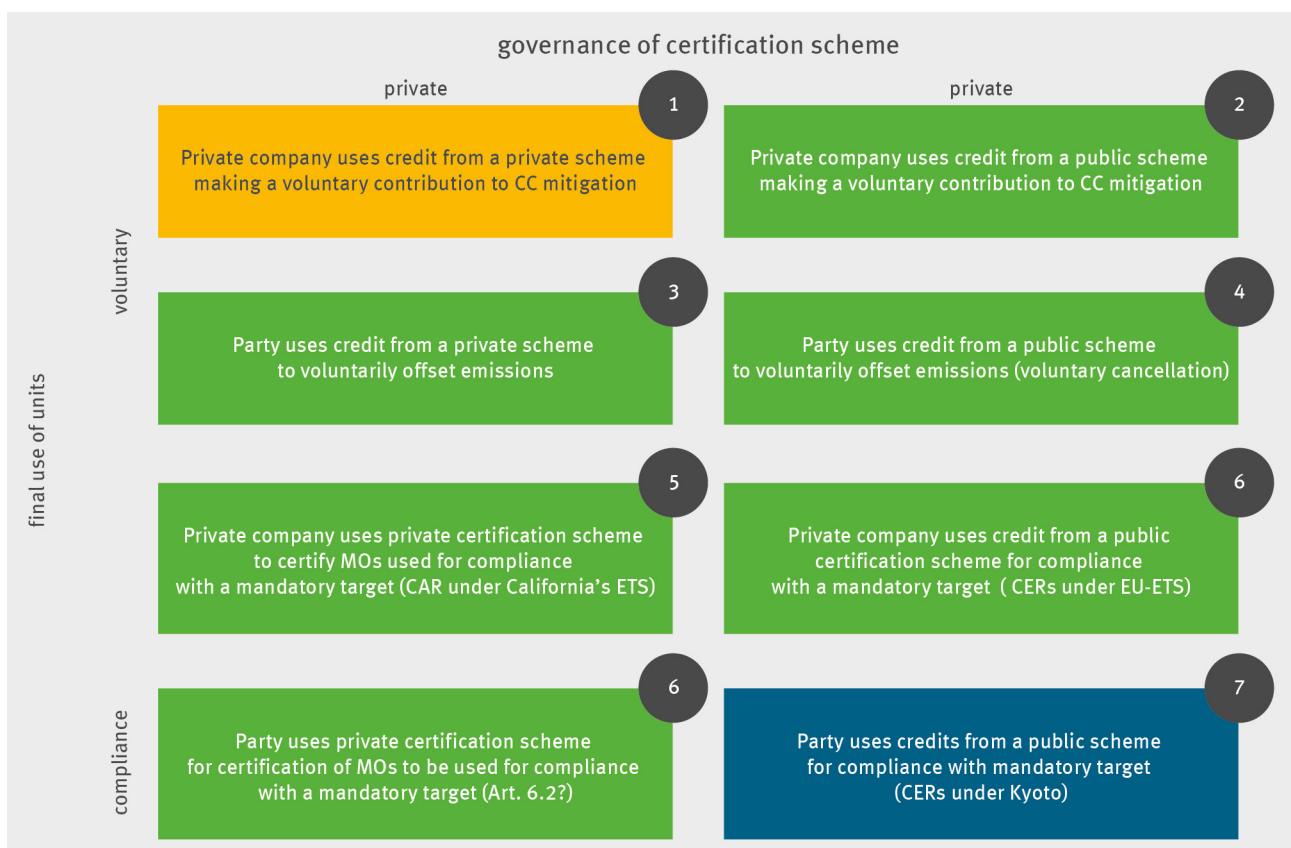 governance of certification scheme
private
private
1
Private company uses credit from a private scheme
making a voluntary contribution to CC mitigation
2
Private company uses credit from a public scheme
making a voluntary contribution to CC mitigation
voluntary
3
Party uses credit from a private scheme
to voluntarily offset emissions
4
Party uses credit from a public scheme
to voluntarily offset emissions (voluntary cancellation)
final use of units
5
Private company uses private certification scheme
to certify MOs used for compliance
with a mandatory target (CAR under California’s ETS)
6
Private company uses credit from a public
certification scheme for compliance
with a mandatory target ( CERs under EU-ETS)
compliance
6
Party uses private certification scheme
for certification of MOs to be used for compliance
with a mandatory target (Art. 6.2?)
7
Party uses credits from a public scheme
for compliance with mandatory target
(CERs under Kyoto)